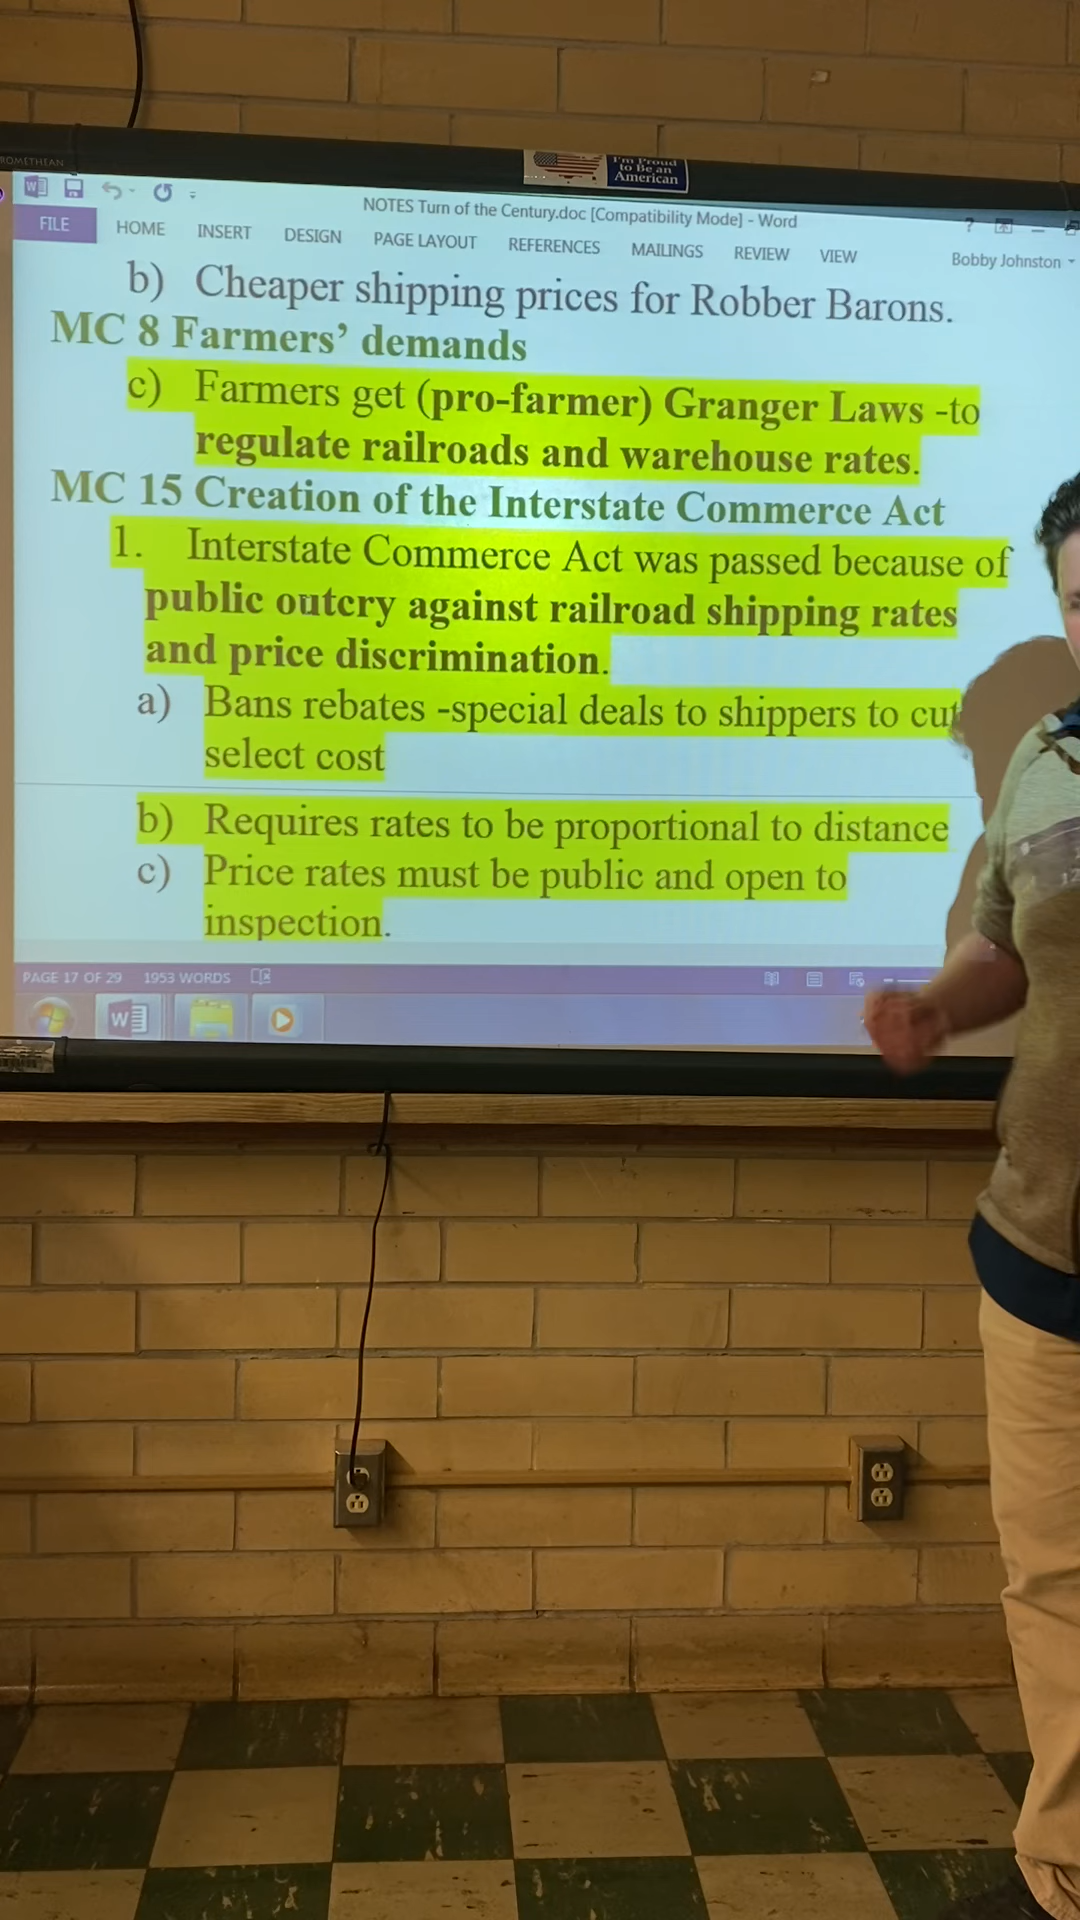 PROMETHEAN
I'm Proud
to Be an
American
NOTES Turn of the Century.doc [Compatibility Mode] - Word
FILE HOME INSERT DESIGN PAGE LAYOUT REFERENCES MAILINGS REVIEW VIEW Bobby Johnston
b) Cheaper shipping prices for Robber Barons.
MC 8 Farmers' demands
c) Farmers get (pro-farmer) Granger Laws -to
regulate railroads and warehouse rates.
MC 15 Creation of the Interstate Commerce Act
1. Interstate Commerce Act was passed because of
public outcry against railroad shipping rates
and price discrimination.
a) Bans rebates -special deals to shippers to cut
select cost
b) Requires rates to be proportional to distance
c) Price rates must be public and open to
inspection.
PAGE 17 OF 29 1953 WORDS